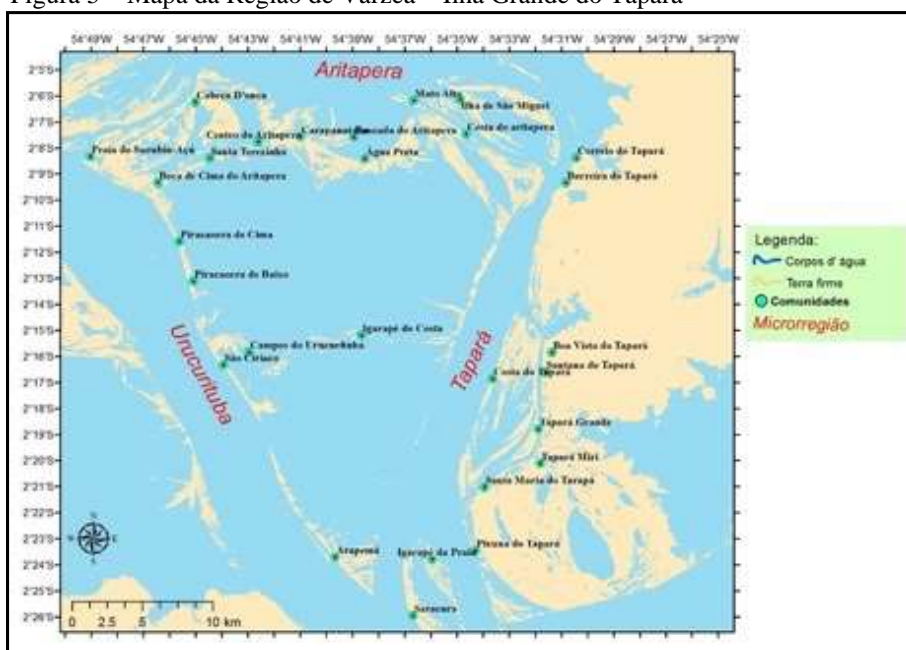 Figura 3 – Mapa da Região de Várzea – Ilha Grande do Tapará
54°49'W 54°47'W 54°45'W 54°43'W 54°41'W 54°39'W 54°37'W 54°35'W 54°33'W 54°31'W 54°29'W 54°27'W 54°25'W
2°5'S
Aritapera
2°6'S
Cabeça D'onça
Mato Alto
Ilha de São Miguel
2°7'S
Centro do Aritapera
de Aritapera
Costa do aritapera
2°8'S
Praia do Surubiu-Açú
Santa Terezinha
Água Preta
Correio do Tapará
2°9'S
Boca de Cima do Aritapera
Barreira do Tapará
2°10'S
2°11'S
Piracaoera de Cima
2°12'S
2°13'S
Piracaoera de Baixo
2°15'S
Igarapé do Costa
Urucurituba
Tapará
2°16'S
Campos do Urucurituba
São Ciriaco
Boa Vista do Tapará
Santana do Tapará
2°17'S
Costa do Tapará
2°18'S
2°19'S
Tapará Grande
2°20'S
Tapará Miri
2°21'S
Santa Maria do Tarapá
2°22'S
2°23'S
N
W E
S
Arapemã
Igarapé da Praia
Pixuna do Tapará
2°24'S
2°25'S
2°26'S
Saracura
0 2.5 5 10 km
Legenda:
Corpos d' água
Terra firme
Comunidades
Microrregião